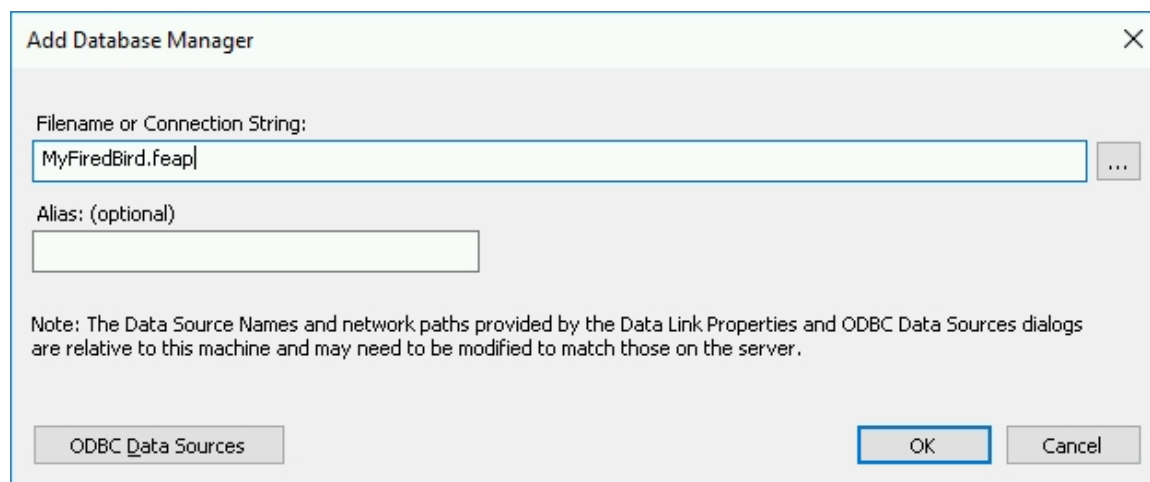 Add Database Manager
Filename or Connection String:
MyFiredBird.feap
...
Alias: (optional)
Note: The Data Source Names and network paths provided by the Data Link Properties and ODBC Data Sources dialogs
are relative to this machine and may need to be modified to match those on the server.
ODBC Data Sources
OK
Cancel